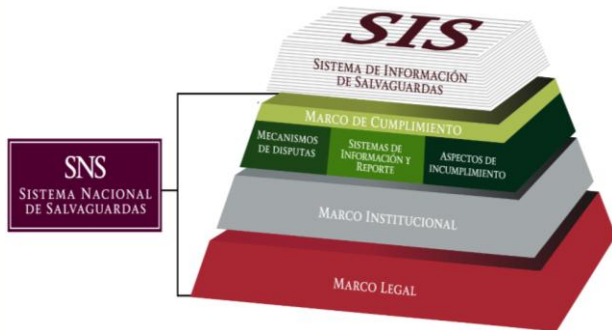 SIS
SISTEMA DE INFORMACIÓN
DE SALVAGUARDAS
MARCO DE CUMPLIMIENTO
MECANISMOS
DE DISPUTAS
SISTEMAS DE
INFORMACIÓN Y
REPORTE
ASPECTOS DE
INCUMPLIMIENTO
SNS
SISTEMA NACIONAL
DE SALVAGUARDAS
MARCO INSTITUCIONAL
MARCO LEGAL